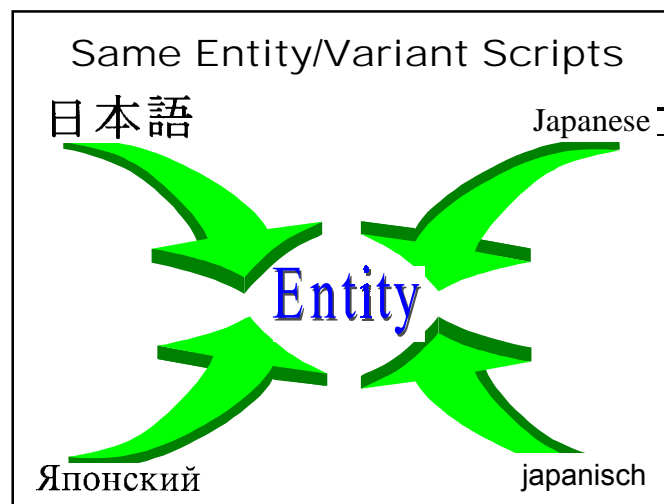 Same Entity/Variant Scripts
日本語
Japanese
Entity
Японский
japanisch